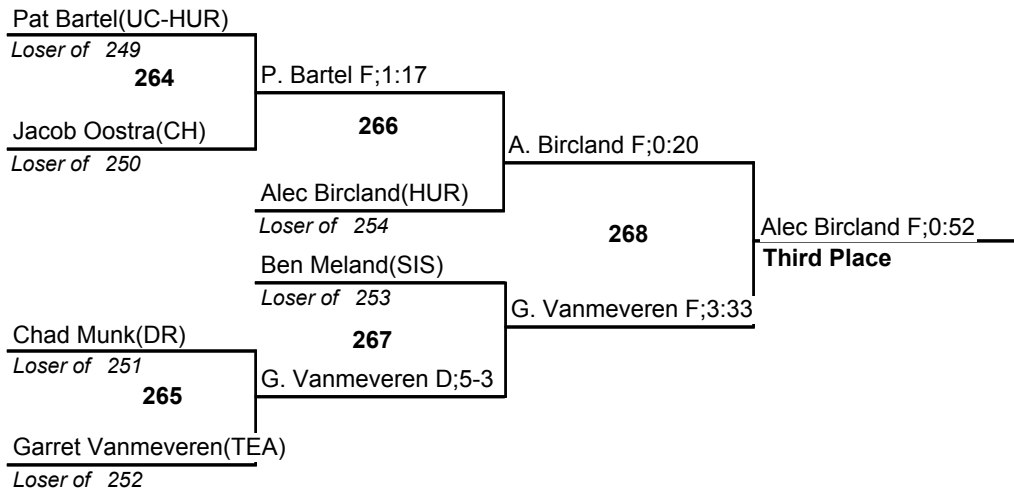 Pat Bartel(UC-HUR)
Loser of 249
264
P. Bartel F;1:17
Jacob Oostra(CH)
Loser of 250
266
A. Bircland F;0:20
Alec Bircland(HUR)
Loser of 254
268
Alec Bircland F;0:52
Third Place
Ben Meland(SIS)
Loser of 253
G. Vanmeveren F;3:33
267
Chad Munk(DR)
Loser of 251
265
G. Vanmeveren D;5-3
Garret Vanmeveren(TEA)
Loser of 252